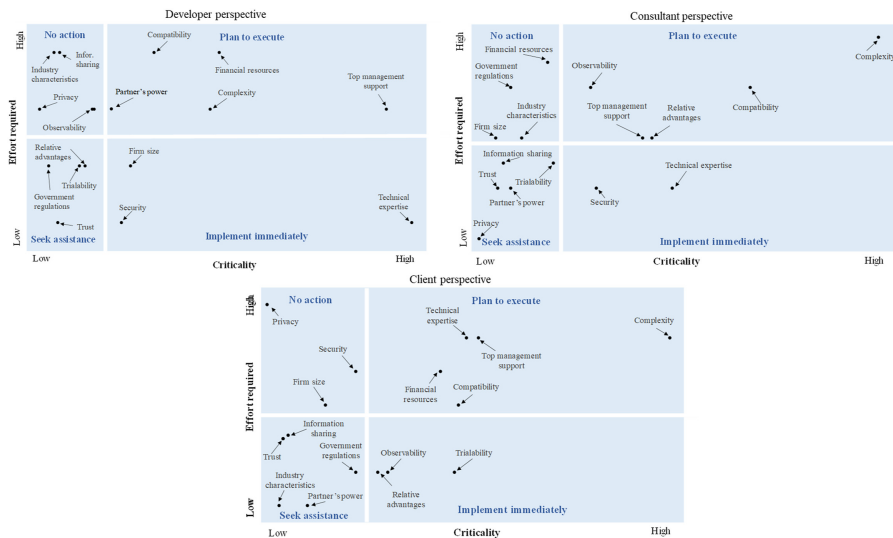 Developer perspective
High
No action
Compatibility
Plan to execute
Infor.
sharing
Industry
characteristics
Financial resources
Top management
support
Privacy
Partner's power
Complexity
Observability
Effort required
Relative
advantages
Firm size
Trialability
Government
regulations
Security
Technical
expertise
Trust
Low
Seek assistance
Implement immediately
Low
Criticality
High
Consultant perspective
High
No action
Plan to execute
Financial resources
Complexity
Government
regulations
Observability
Compatibility
Industry
characteristics
Top management
support
Relative
advantages
Firm size
Effort required
Information sharing
Technical expertise
Trust
Trialability
Partner's power
Security
Privacy
Low
Seek assistance
Implement immediately
Low
Criticality
High
Client perspective
High
No action
Plan to execute
Privacy
Technical
expertise
Complexity
Security
Top management
support
Firm size
Financial
resources
Compatibility
Effort required
Information
sharing
Trust
Government
regulations
Observability
Trialability
Industry
characteristics
Partner's power
Relative
advantages
Low
Seek assistance
Implement immediately
Low
Criticality
High